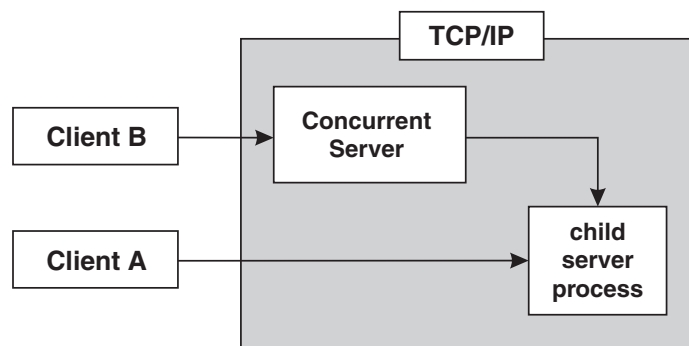 TCP/IP
Client B
Concurrent
Server
Client A
child
server
process